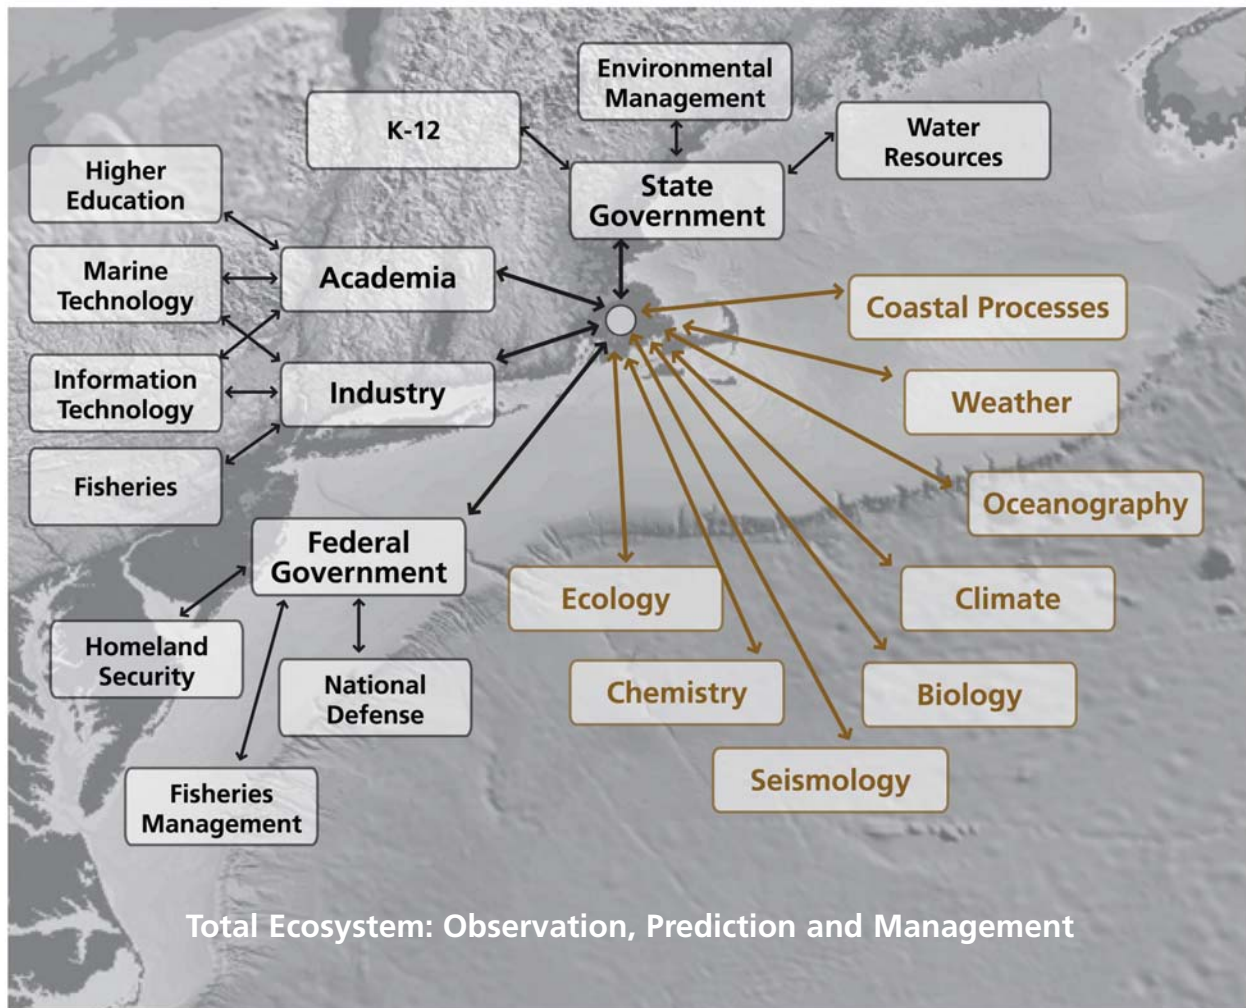 Environmental
Management
K-12
Water
Resources
Higher
Education
State
Government
Marine
Technology
Academia
Coastal Processes
Information
Technology
Industry
Weather
Fisheries
Oceanography
Federal
Government
Ecology
Climate
Homeland
Security
National
Defense
Chemistry
Biology
Seismology
Fisheries
Management
Total Ecosystem: Observation, Prediction and Management